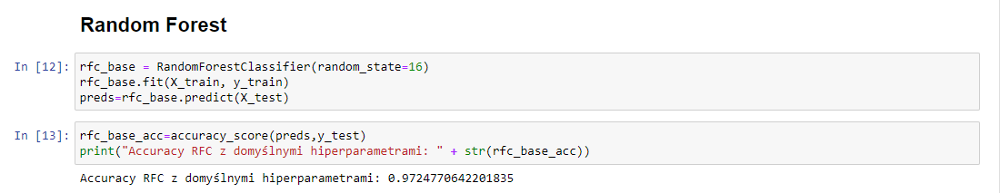 Random Forest
In [12]: rfc_base = RandomForestClassifier(random_state=16)
rfc_base.fit(X_train, y_train)
preds=rfc_base.predict(X_test)
In [13]: rfc_base_acc=accuracy_score(preds,y_test)
print("Accuracy RFC z domyślnymi hiperparametrami: " + str(rfc_base_acc))
Accuracy RFC z domyślnymi hiperparametrami: 0.9724770642201835